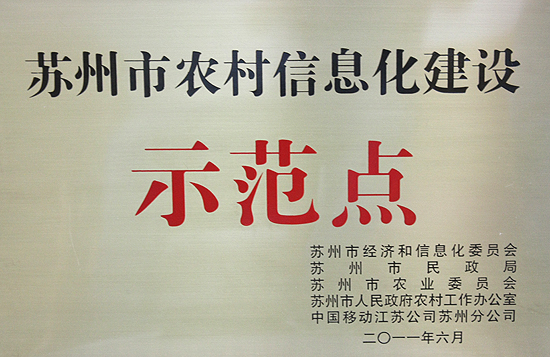 苏州市农村信息化建设
示范点
苏州市经济和信息化委员会
苏州市民政局
苏州市农业委员会
苏州市人民政府农村工作办公室
中国移动江苏公司苏州分公司
二〇一一年六月